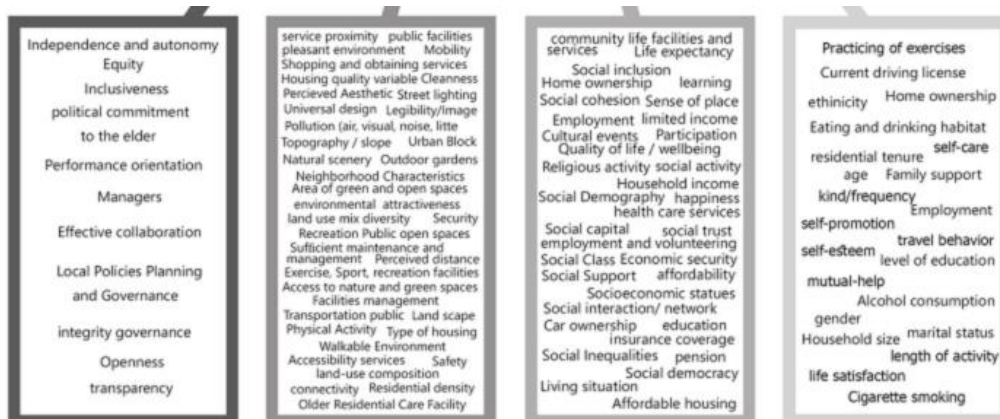 Independence and autonomy
Equity
Inclusiveness
political commitment
to the elder
Performance orientation
Managers
Effective collaboration
Local Policies Planning
and Governance
integrity governance
Openness
transparency
service proximity public facilities
pleasant environment Mobility
Shopping and obtaining services
Housing quality variable Cleanness
Percieved Aesthetic Street lighting
Universal design Legibility/Image
Pollution (air, visual, noise, litte
Topography / slope Urban Block
Natural scenery Outdoor gardens
Neighborhood Characteristics
Area of green and open spaces
environmental attractiveness
land use mix diversity Security
Recreation Public open spaces
Sufficient maintenance and
management Perceived distance
Exercise, Sport, recreation facilities
Access to nature and green spaces
Facilities management
Transportation public Land scape
Physical Activity Type of housing
Walkable Environment
Accessibility services Safety
land-use composition
connectivity Residential density
Older Residential Care Facility
community life facilities and
services Life expectancy
Social inclusion
Home ownership learning
Social cohesion Sense of place
Employment limited income
Cultural events Participation
Quality of life / wellbeing
Religious activity social activity
Household income
Social Demography happiness
health care services
Social capital social trust
employment and volunteering
Social Class Economic security
Social Support affordability
Socioeconomic statues
Social interaction/ network
Car ownership education
insurance coverage
Social Inequalities pension
Social democracy
Living situation
Affordable housing
Practicing of exercises
Current driving license
ethinicity Home ownership
Eating and drinking habitat
self-care
residential tenure
age Family support
kind/frequency
Employment
self-promotion
travel behavior
self-esteem
level of education
mutual-help
Alcohol consumption
gender
Household size marital status
length of activity
life satisfaction
Cigarette smoking